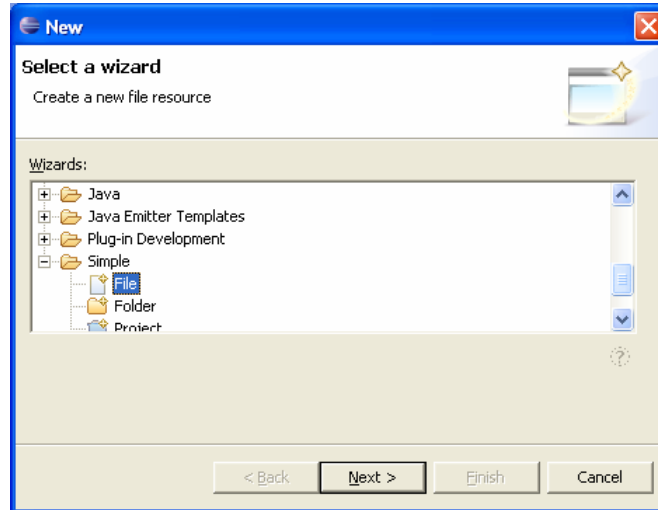 New
Select a wizard
Create a new file resource
Wizards:
Java
Java Emitter Templates
Plug-in Development
Simple
File
Folder
Project
< Back Next > Finish Cancel